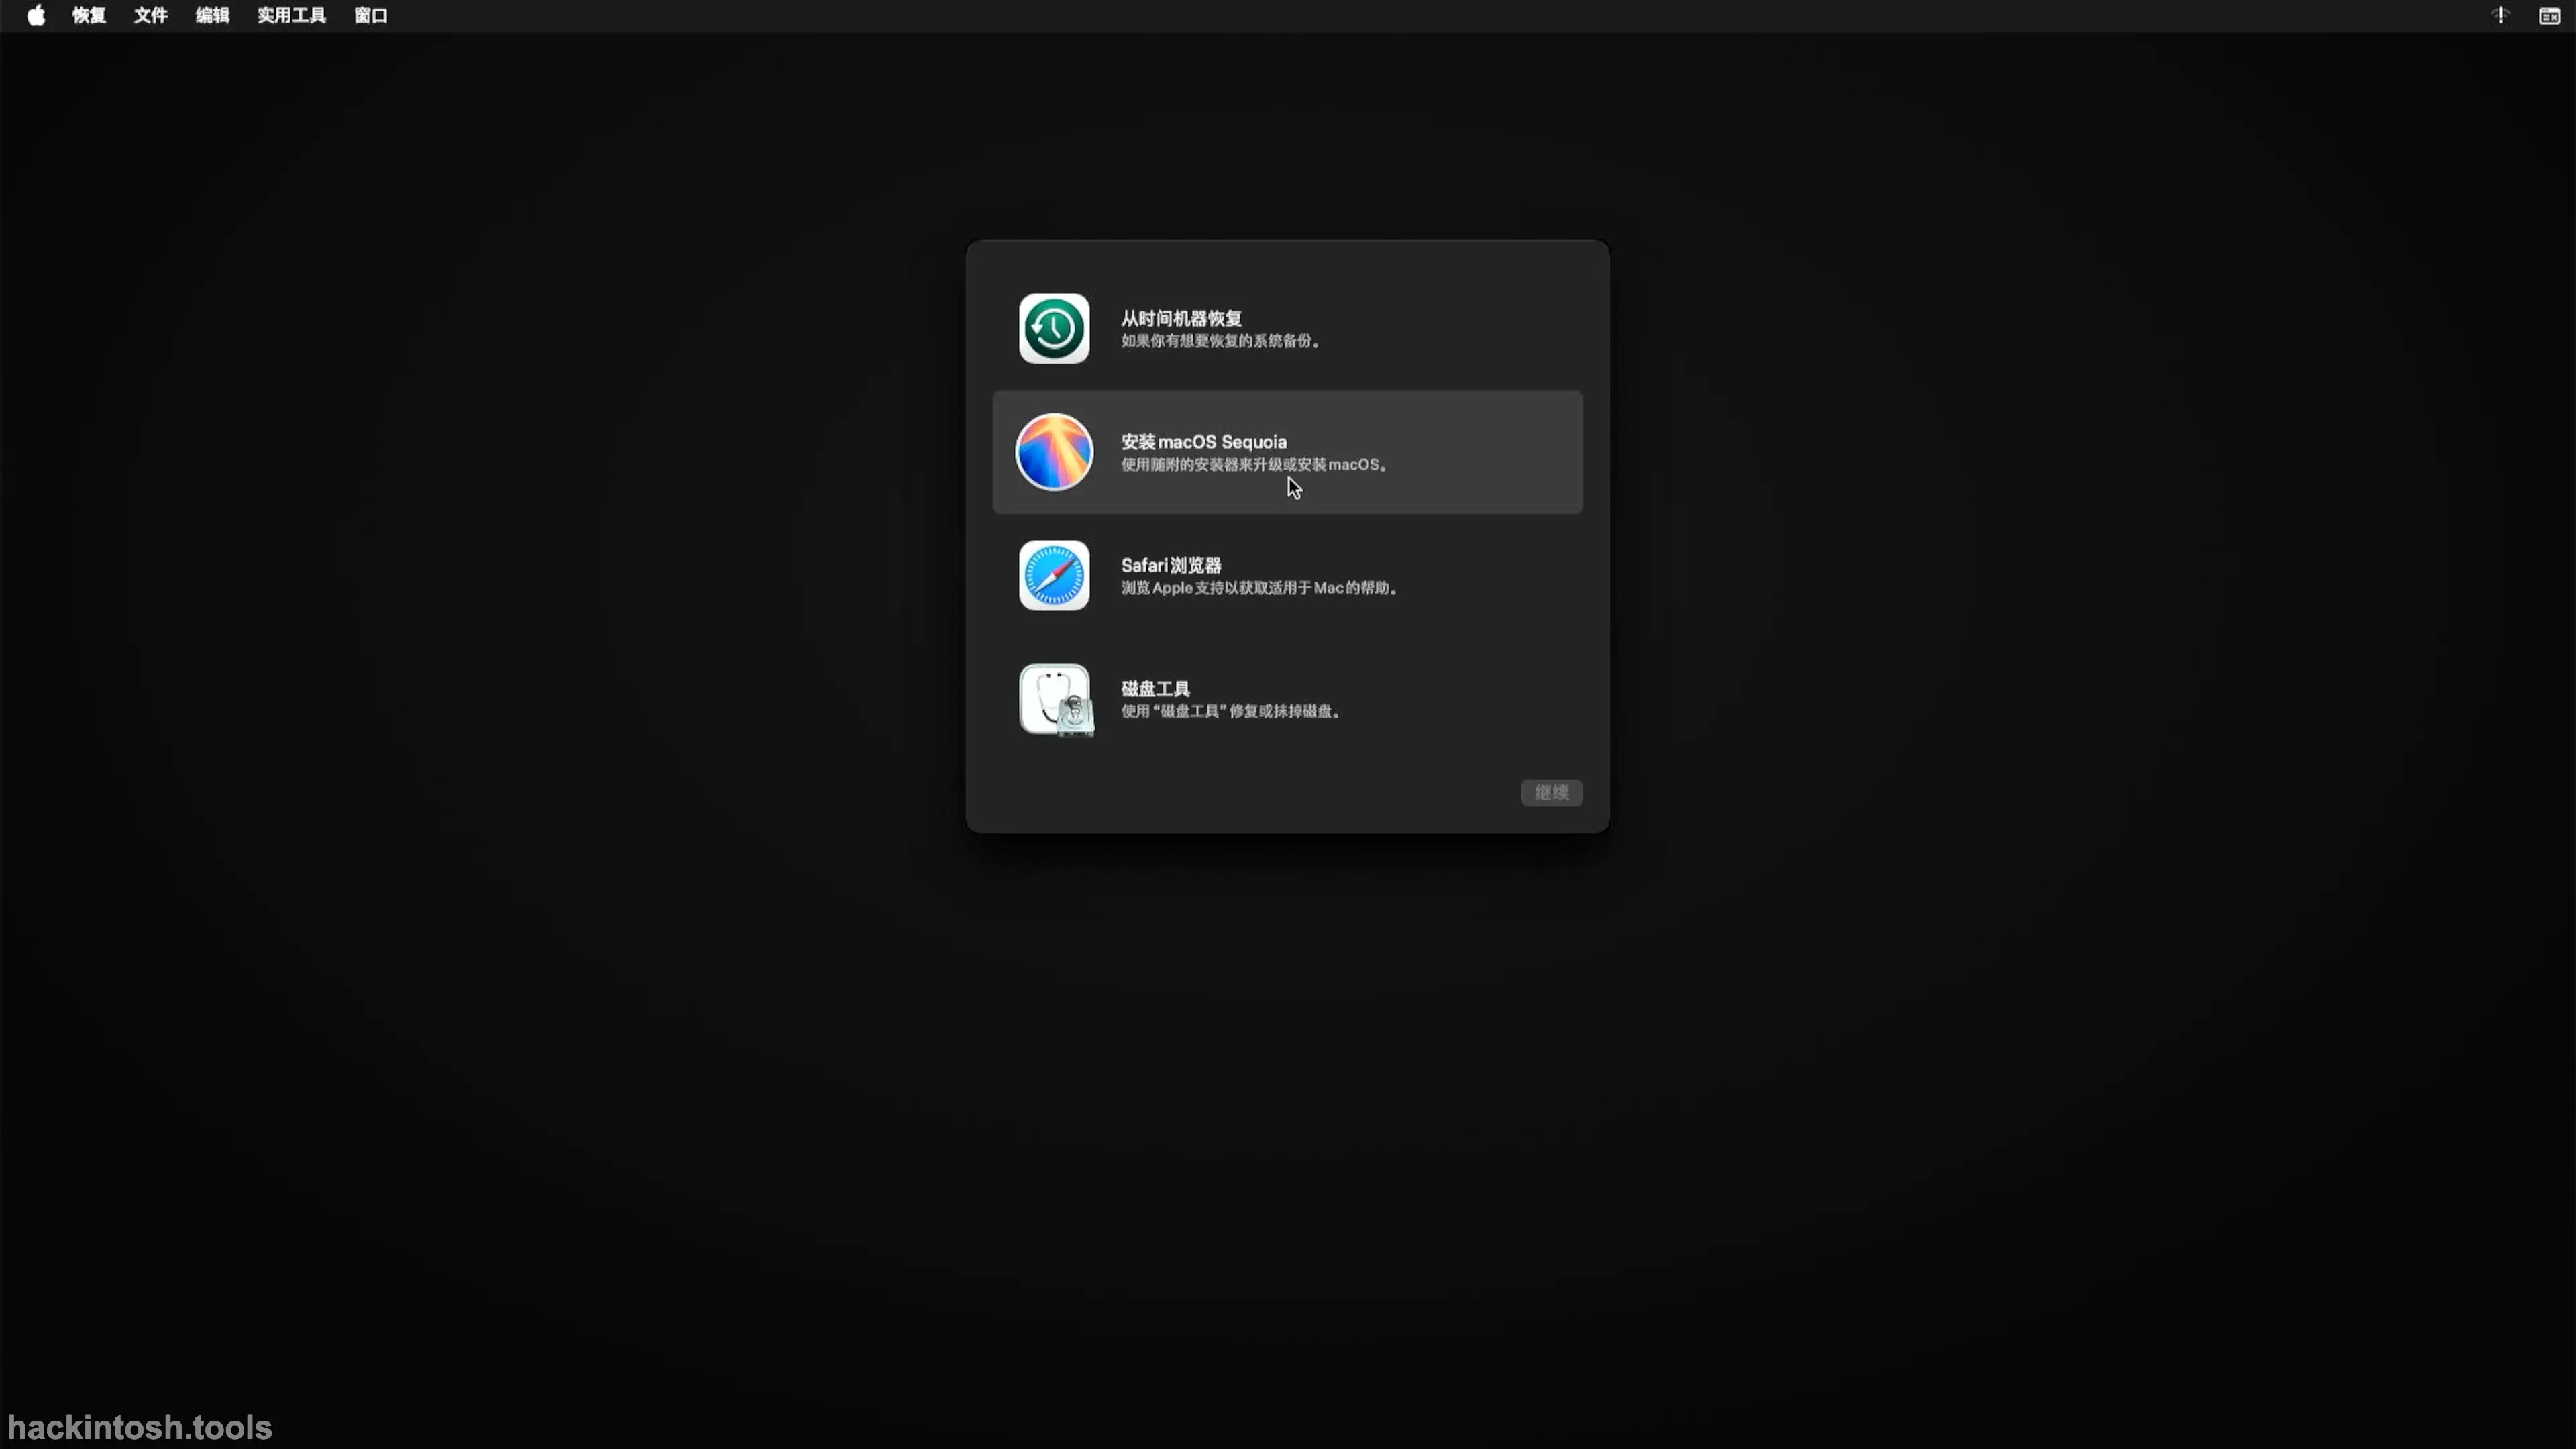 恢复 文件 编辑 实用工具 窗口
从时间机器恢复
如果你有想要恢复的系统备份。
安装macOS Sequoia
使用随附的安装器来升级或安装macOS。
Safari浏览器
浏览Apple支持以获取适用于Mac的帮助。
磁盘工具
使用“磁盘工具”修复或抹掉磁盘。
继续
hackintosh.tools